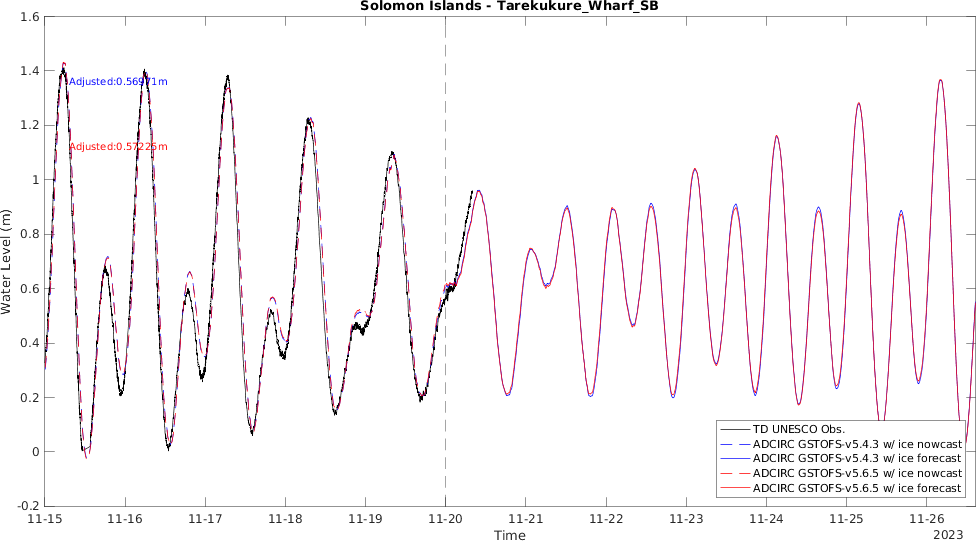 Solomon Islands - Tarekukure_Wharf_SB
1.6
1.4
1.2
1
0.8
0.6
0.4
0.2
0
-0.2
Water Level (m)
Adjusted:0.56971m
Adjusted:0.57225m
TD UNESCO Obs.
ADCIRC GSTOFS-v5.4.3 w/ ice nowcast
ADCIRC GSTOFS-v5.4.3 w/ ice forecast
ADCIRC GSTOFS-v5.6.5 w/ ice nowcast
ADCIRC GSTOFS-v5.6.5 w/ ice forecast
11-15 11-16 11-17 11-18 11-19 11-20 11-21 11-22 11-23 11-24 11-25 11-26
Time
2023